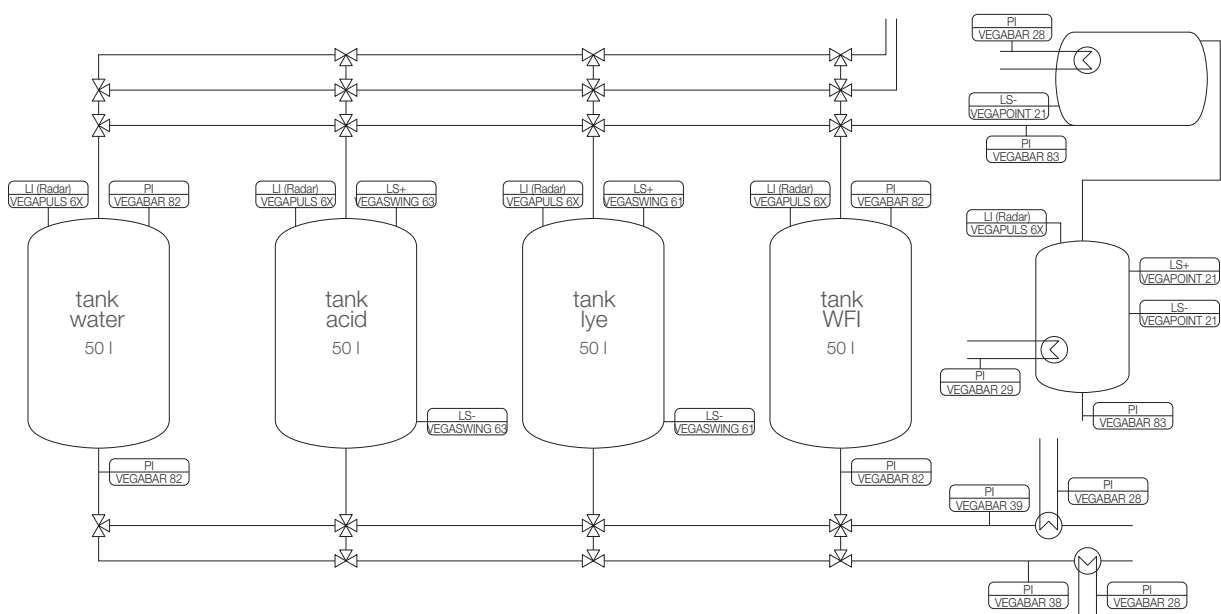 PI
VEGABAR 28
LS-
VEGAPOINT 21
PI
VEGABAR 83
LI (Radar)
VEGAPULS 6X
PI
VEGABAR 82
LI (Radar)
VEGAPULS 6X
LS+
VEGASWING 63
LI (Radar)
VEGAPULS 6X
LS+
VEGASWING 61
LI (Radar)
VEGAPULS 6X
PI
VEGABAR 82
LI (Radar)
VEGAPULS 6X
LS+
VEGAPOINT 21
LS-
VEGAPOINT 21
tank
water
50 l
tank
acid
50 l
tank
lye
50 l
tank
WFI
50 l
PI
VEGABAR 29
LS-
VEGASWING 63
LS-
VEGASWING 61
PI
VEGABAR 83
PI
VEGABAR 82
PI
VEGABAR 82
PI
VEGABAR 39
PI
VEGABAR 28
PI
VEGABAR 38
PI
VEGABAR 28